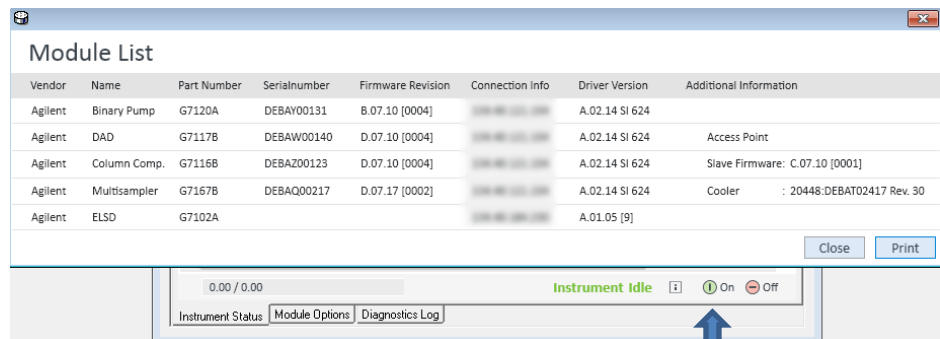 Module List
Vendor Name Part Number Serialnumber Firmware Revision Connection Info Driver Version Additional Information
Agilent Binary Pump G7120A DEBAY00131 B.07.10 [0004] A.02.14 SI 624
Agilent DAD G7117B DEBAW00140 D.07.10 [0004] A.02.14 SI 624 Access Point
Agilent Column Comp. G7116B DEBAZ00123 D.07.10 [0004] A.02.14 SI 624 Slave Firmware: C.07.10 [0001]
Agilent Multisampler G7167B DEBAQ00217 D.07.17 [0002] A.02.14 SI 624 Cooler : 20448:DEBAT02417 Rev. 30
Agilent ELSD G7102A A.01.05 [9]
Close Print
0.00 / 0.00 Instrument Idle i On Off
Instrument Status Module Options Diagnostics Log